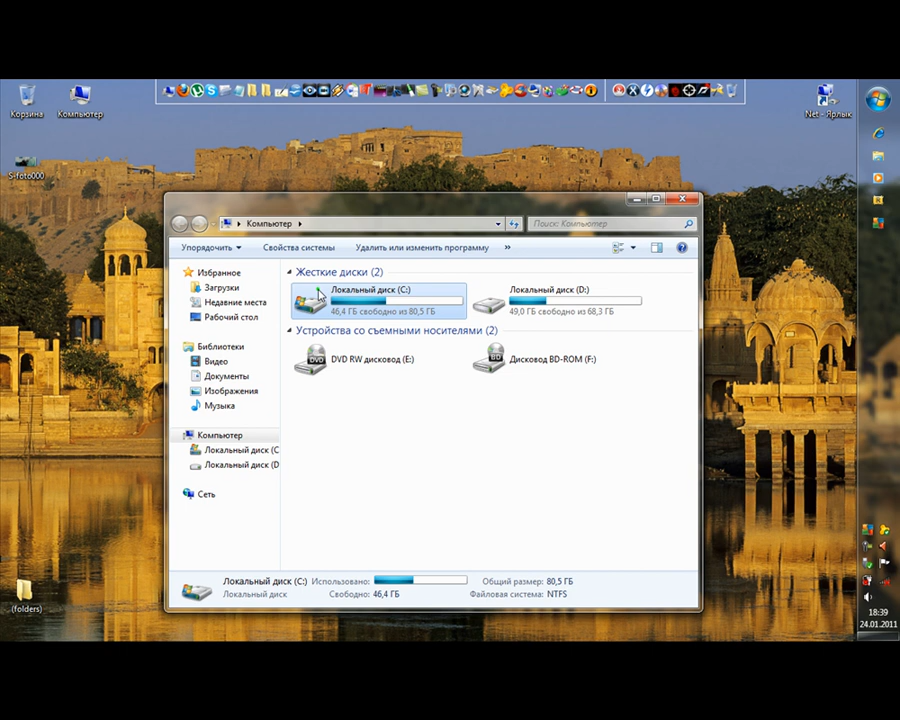 Корзина
Компьютер
Net - Ярлык
S-foto000
Компьютер
Поиск: Компьютер
Упорядочить
Свойства системы
Удалить или изменить программу
»
Избранное
Загрузки
Недавние места
Рабочий стол
Библиотеки
Видео
Документы
Изображения
Музыка
Компьютер
Локальный диск (C
Локальный диск (D
Сеть
Жесткие диски (2)
Локальный диск (C:)
46,4 ГБ свободно из 80,5 ГБ
Локальный диск (D:)
49,0 ГБ свободно из 68,3 ГБ
Устройства со съемными носителями (2)
DVD
DVD RW дисковод (E:)
BD
Дисковод BD-ROM (F:)
Локальный диск (C:) Использовано: Общий размер: 80,5 ГБ
Локальный диск Свободно: 46,4 ГБ Файловая система: NTFS
(folders)
18:39
24.01.2011